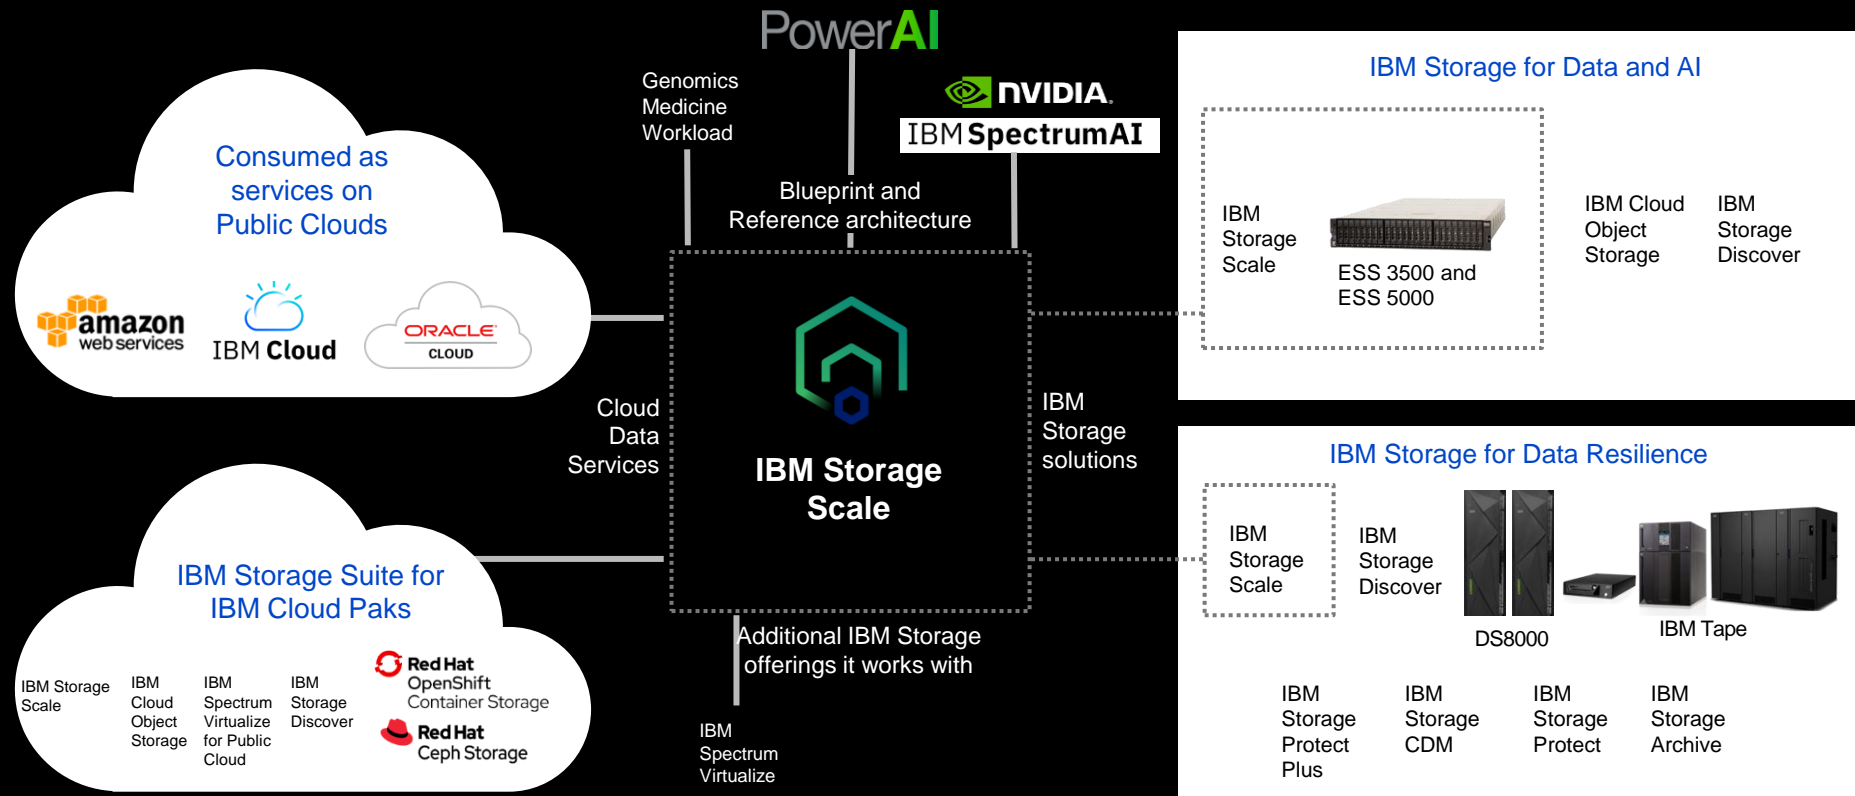 PowerAI
Genomics
Medicine
Workload
NVIDIA.
IBM SpectrumAI
Blueprint and
Reference architecture
Consumed as
services on
Public Clouds
amazon
web services
IBM Cloud
ORACLE
CLOUD
Cloud
Data
Services
IBM Storage
Scale
IBM
Storage
solutions
IBM Storage Suite for
IBM Cloud Paks
IBM Storage
Scale
IBM
Cloud
Object
Storage
IBM
Spectrum
Virtualize
for Public
Cloud
IBM
Storage
Discover
Red Hat
OpenShift
Container Storage
Red Hat
Ceph Storage
Additional IBM Storage
offerings it works with
IBM
Spectrum
Virtualize
IBM Storage for Data and AI
IBM
Storage
Scale
ESS 3500 and
ESS 5000
IBM Cloud
Object
Storage
IBM
Storage
Discover
IBM Storage for Data Resilience
IBM
Storage
Scale
IBM
Storage
Discover
DS8000
IBM Tape
IBM
Storage
Protect
Plus
IBM
Storage
CDM
IBM
Storage
Protect
IBM
Storage
Archive